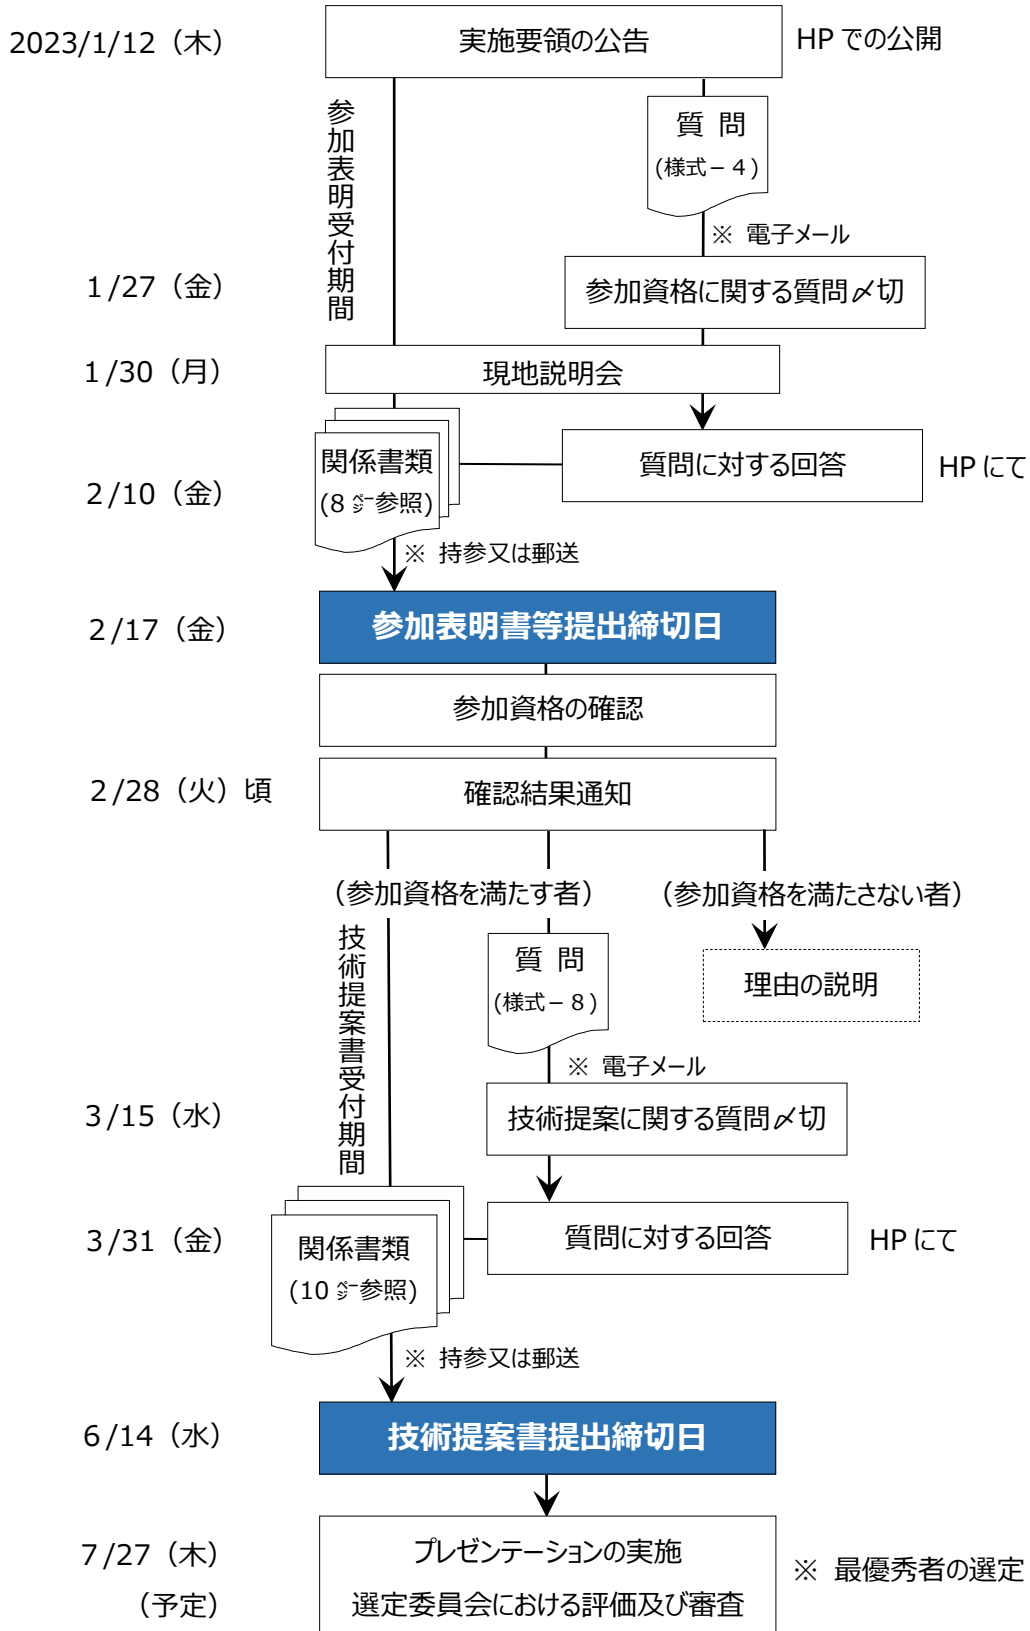 2023/1/12（木）
実施要領の公告
HPでの公開
参加表明受付期間
質 問
(様式－４)
※ 電子メール
1/27（金）
参加資格に関する質問〆切
1/30（月）
現地説明会
関係書類
(8㌻参照)
質問に対する回答
HPにて
2/10（金）
※ 持参又は郵送
2/17（金）
参加表明書等提出締切日
参加資格の確認
2/28（火）頃
確認結果通知
（参加資格を満たす者）
（参加資格を満たさない者）
技術提案書受付期間
質 問
(様式－８)
理由の説明
※ 電子メール
3/15（水）
技術提案に関する質問〆切
3/31（金）
関係書類
(10㌻参照)
質問に対する回答
HPにて
※ 持参又は郵送
6/14（水）
技術提案書提出締切日
7/27（木）
（予定）
プレゼンテーションの実施
選定委員会における評価及び審査
※ 最優秀者の選定